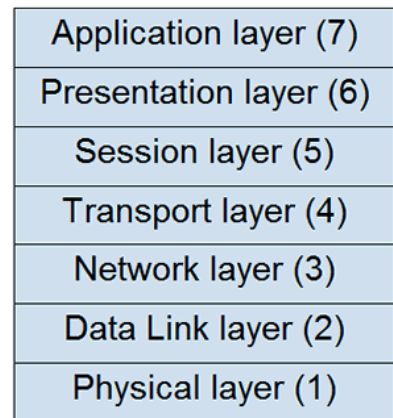 Application layer (7)
Presentation layer (6)
Session layer (5)
Transport layer (4)
Network layer (3)
Data Link layer (2)
Physical layer (1)